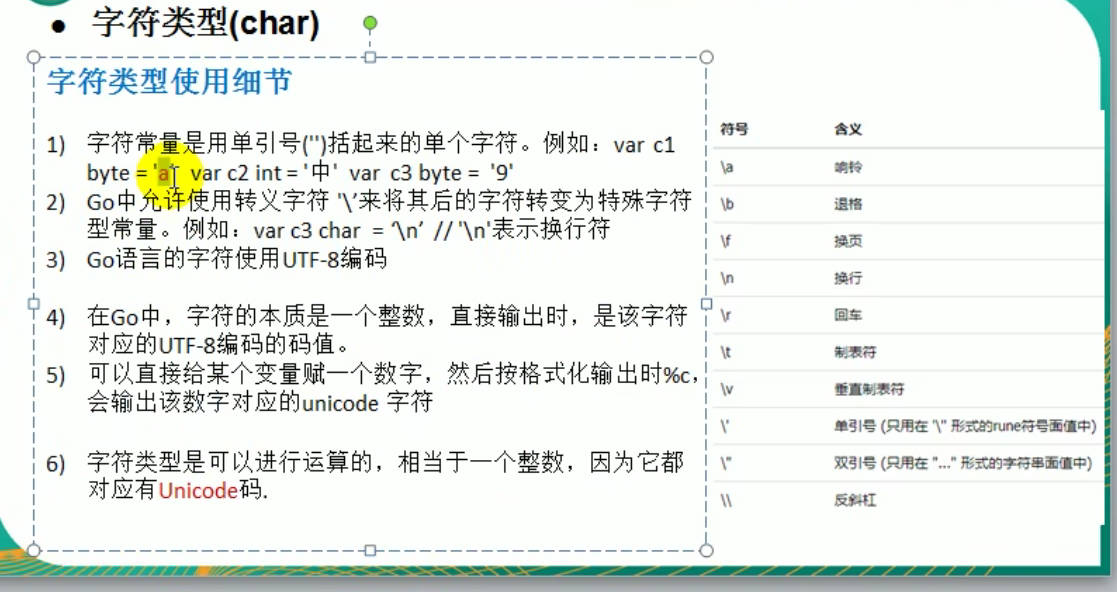 ● 字符类型(char)
字符类型使用细节
1) 字符常量是用单引号('')括起来的单个字符。例如：var c1
byte = 'a' var c2 int = '中' var c3 byte = '9'
2) Go中允许使用转义字符 '\’来将其后的字符转变为特殊字符
型常量。例如：var c3 char = ‘\n’ // '\n'表示换行符
3) Go语言的字符使用UTF-8编码
4) 在Go中，字符的本质是一个整数，直接输出时，是该字符
对应的UTF-8编码的码值。
5) 可以直接给某个变量赋一个数字，然后按格式化输出时%c，
会输出该数字对应的unicode 字符
6) 字符类型是可以进行运算的，相当于一个整数，因为它都
对应有Unicode码.
符号 含义
\a 响铃
\b 退格
\f 换页
\n 换行
\r 回车
\t 制表符
\v 垂直制表符
\' 单引号 (只用在 '\'' 形式的rune符号面值中)
\" 双引号 (只用在 "..." 形式的字符串面值中)
\\ 反斜杠